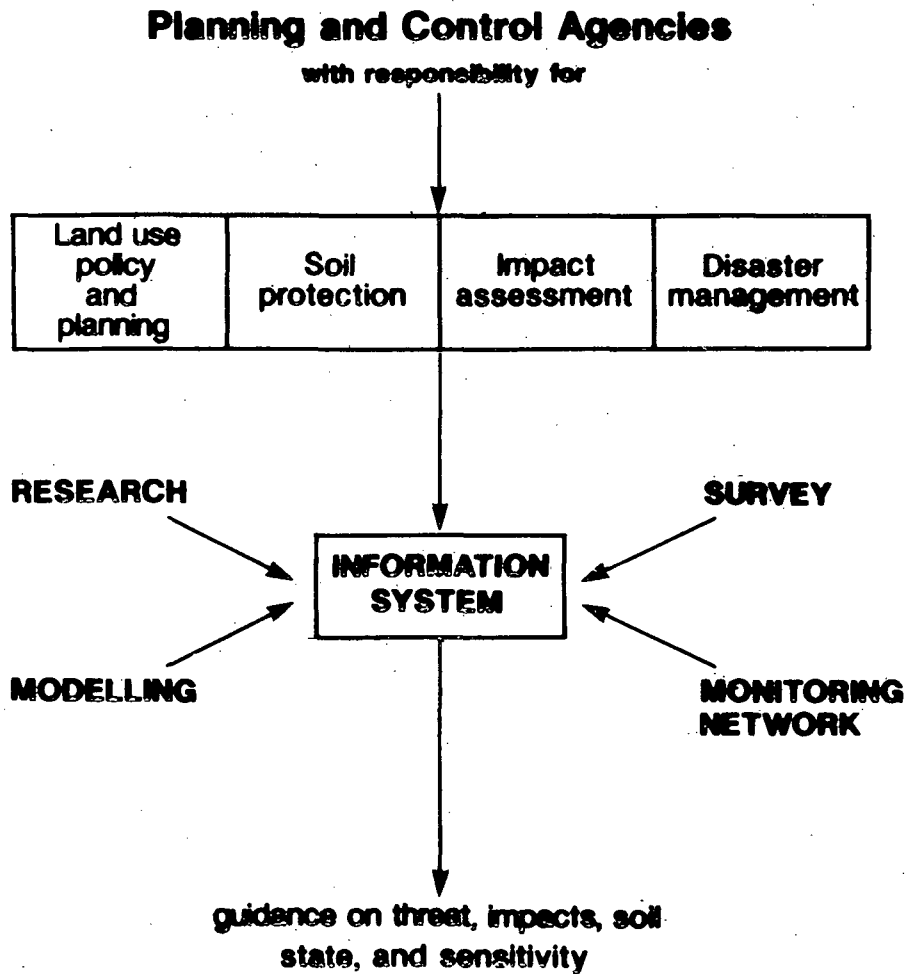 Planning and Control Agencies
with responsibility for
Land use
policy
and
planning
Soil
protection
Impact
assessment
Disaster
management
RESEARCH
SURVEY
INFORMATION
SYSTEM
MODELLING
MONITORING
NETWORK
guidance on threat, impacts, soil
state, and sensitivity